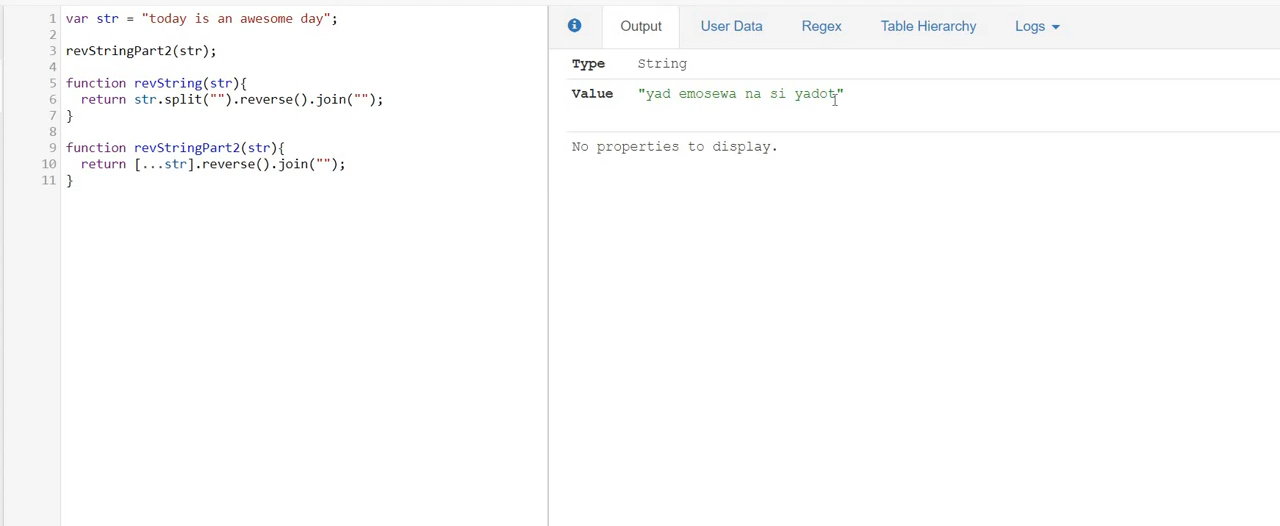 1 var str = "today is an awesome day";
2
3 revStringPart2(str);
4
5 function revString(str){
6   return str.split("").reverse().join("");
7 }
8
9 function revStringPart2(str){
10   return [...str].reverse().join("");
11 }
Output User Data Regex Table Hierarchy Logs
Type String
Value "yad emosewa na si yadot"
No properties to display.